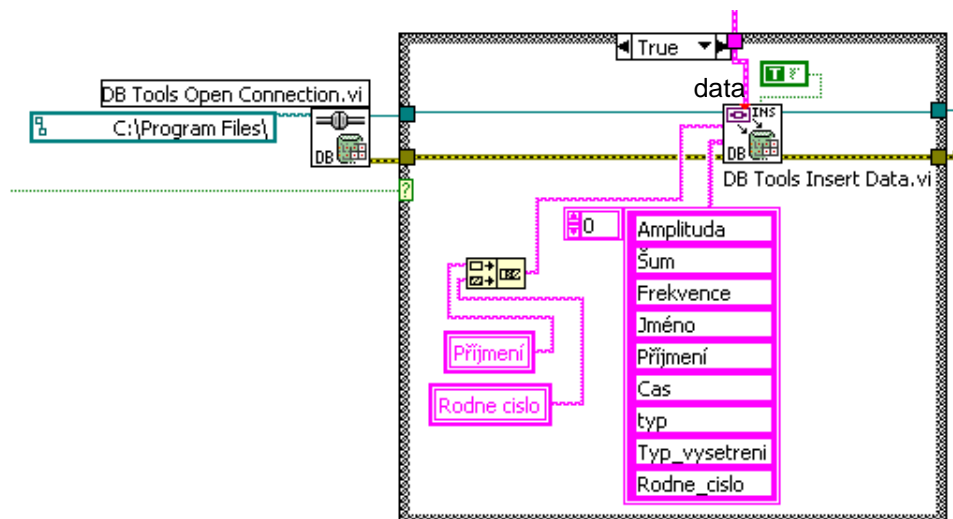 True
T
data
DB Tools Open Connection.vi
C:\Program Files\
INS
DB
DB
?
DB Tools Insert Data.vi
0
Amplituda
Šum
Frekvence
Jméno
Příjmení
Cas
typ
Typ_vysetreni
Rodne_cislo
Příjmení
Rodne cislo